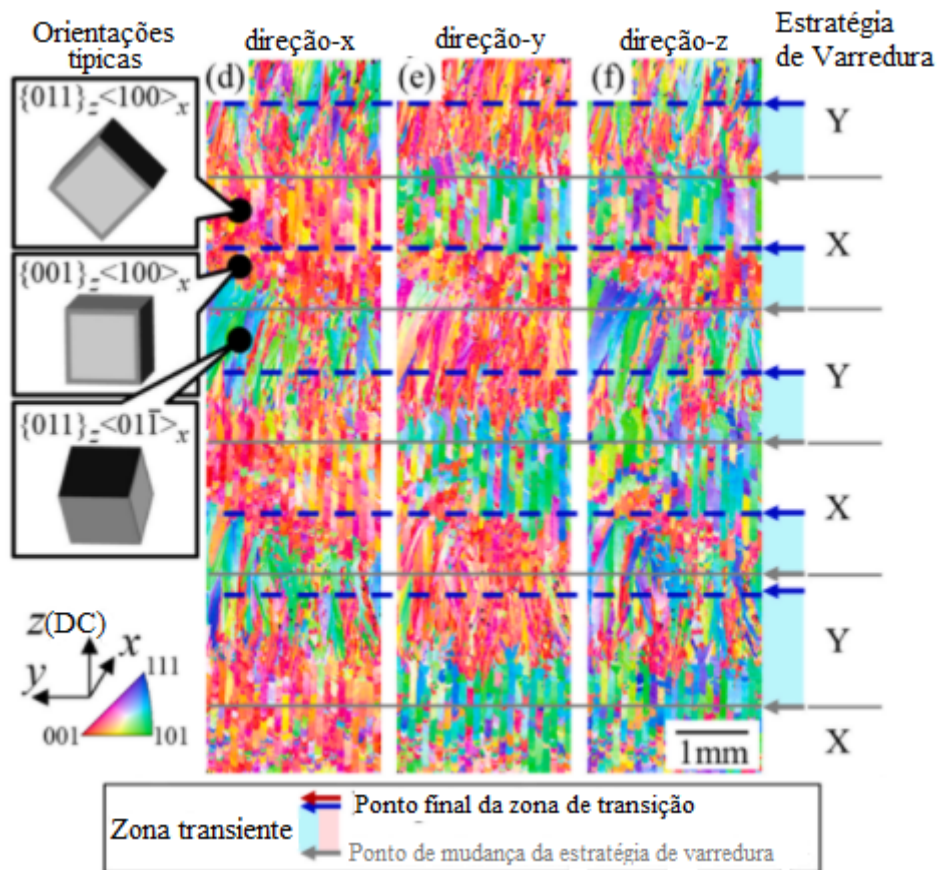 Orientações
tipicas
direção-x
direção-y
direção-z
Estratégia
de Varredura
{011}z<100>x
{001}z<100>x
{011}z<011̅>x
(d)
(e)
(f)
Y
X
Y
X
Y
X
z(DC)
x
y
111
001
101
1mm
Zona transiente
Ponto final da zona de transição
Ponto de mudança da estratégia de varredura